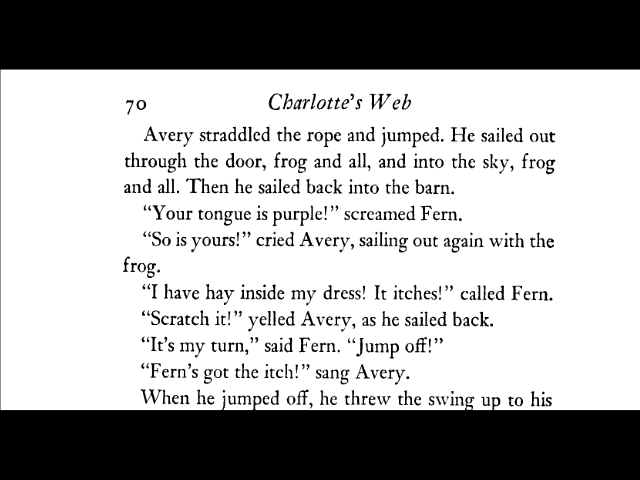 70 Charlotte's Web
Avery straddled the rope and jumped. He sailed out
through the door, frog and all, and into the sky, frog
and all. Then he sailed back into the barn.
“Your tongue is purple!” screamed Fern.
“So is yours!” cried Avery, sailing out again with the
frog.
“I have hay inside my dress! It itches!” called Fern.
“Scratch it!” yelled Avery, as he sailed back.
“It's my turn,” said Fern. “Jump off!”
“Fern's got the itch!” sang Avery.
When he jumped off, he threw the swing up to his